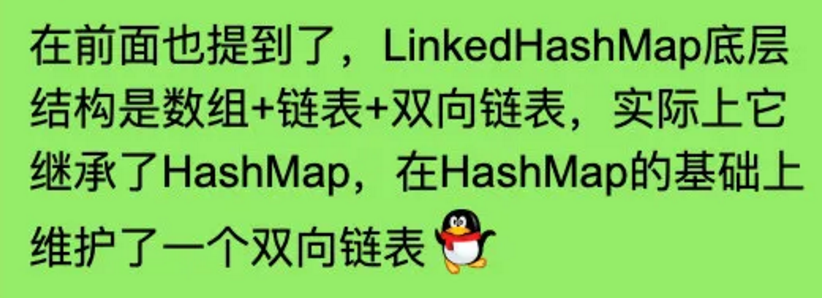 在前面也提到了，LinkedHashMap底层
结构是数组+链表+双向链表，实际上它
继承了HashMap，在HashMap的基础上
维护了一个双向链表